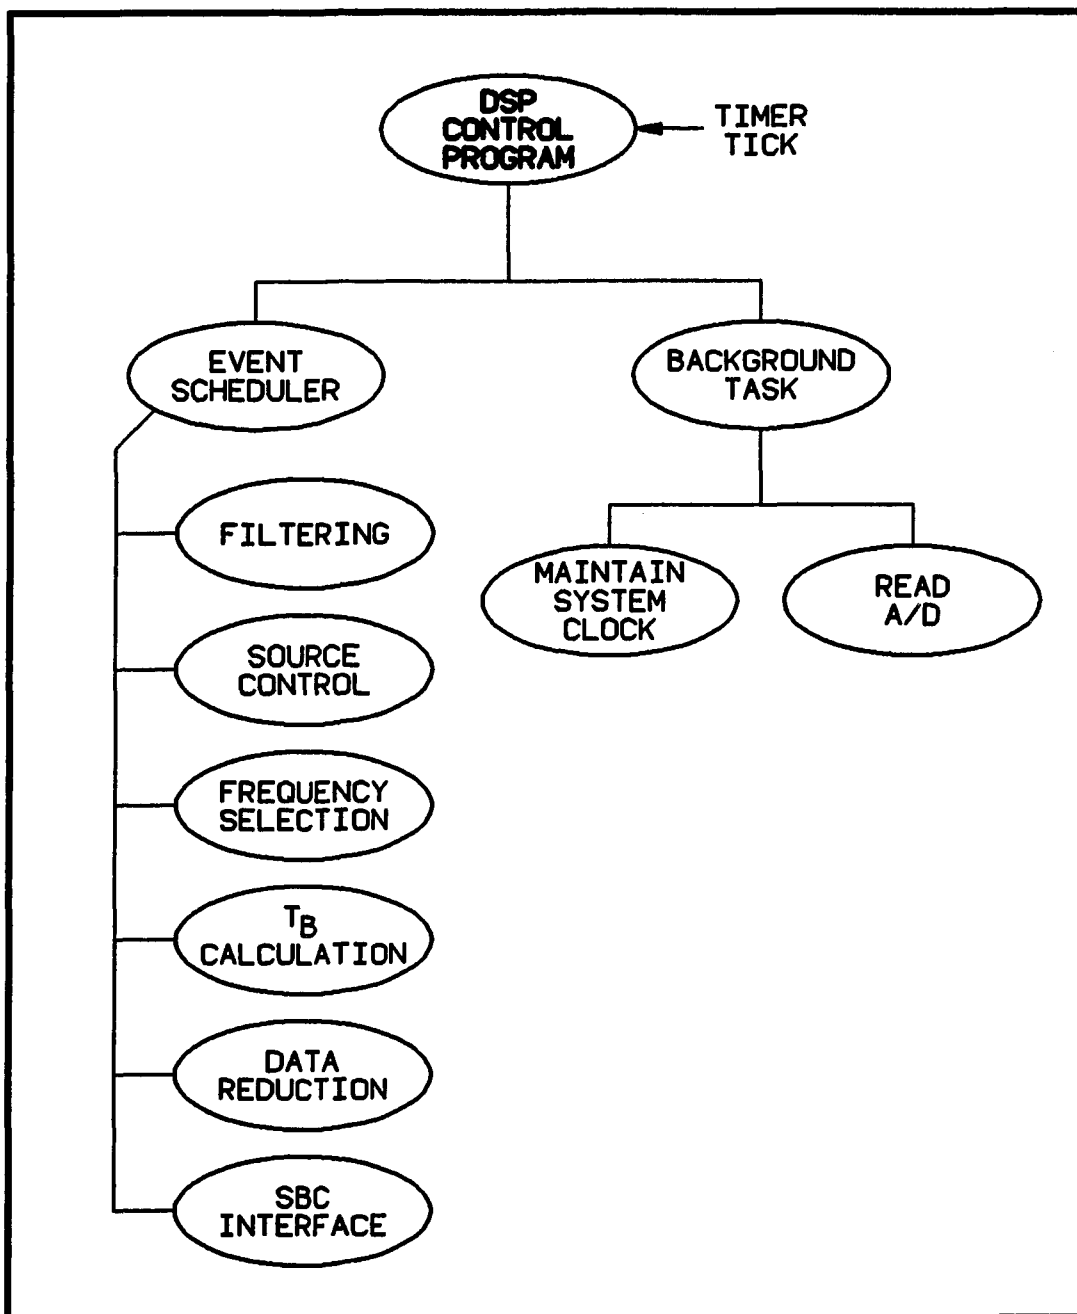 DSP
CONTROL
PROGRAM
TIMER
TICK
EVENT
SCHEDULER
BACKGROUND
TASK
FILTERING
MAINTAIN
SYSTEM
CLOCK
READ
A/D
SOURCE
CONTROL
FREQUENCY
SELECTION
TB
CALCULATION
DATA
REDUCTION
SBC
INTERFACE